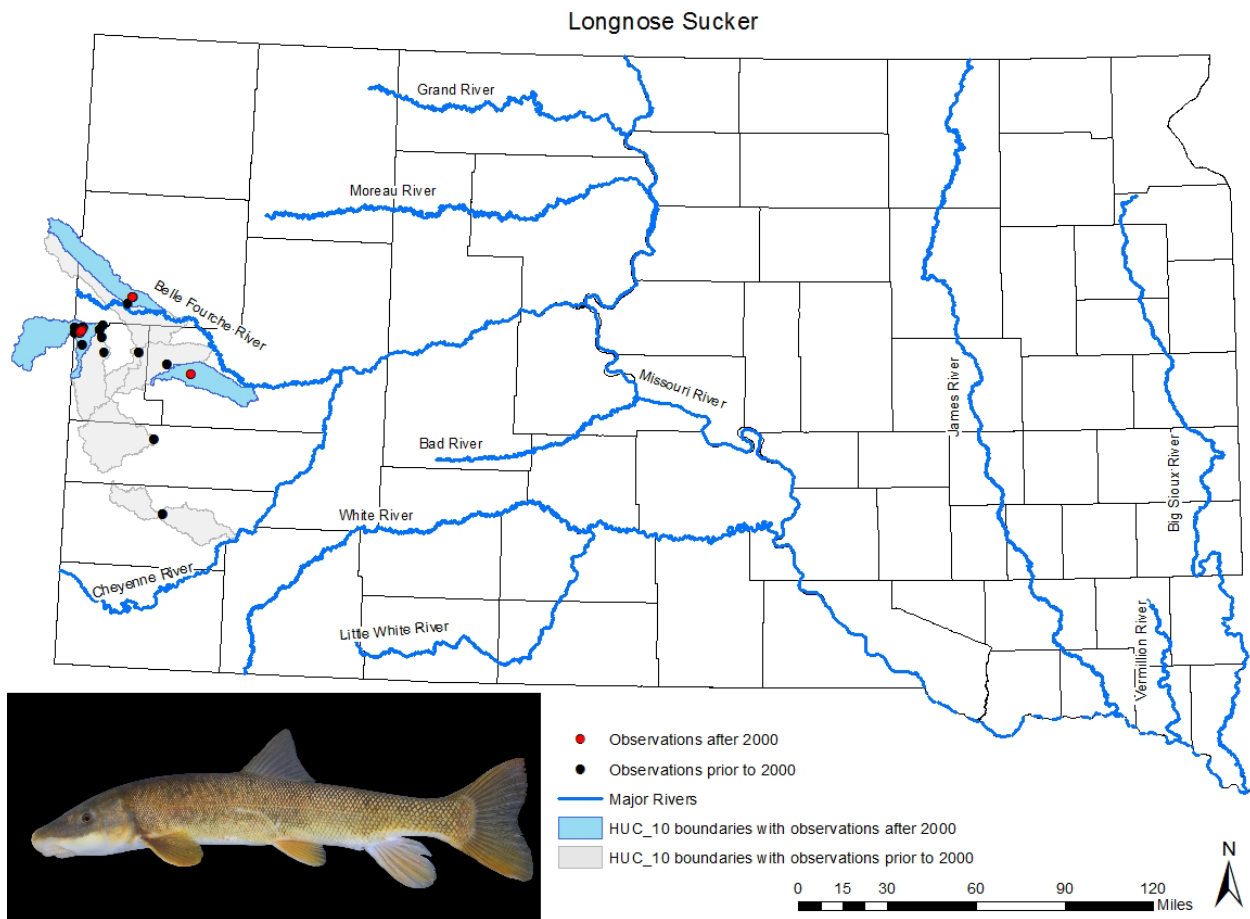 Longnose Sucker
Grand River
Moreau River
Belle Fourche River
Missouri River
James River
Bad River
Big Sioux River
White River
Cheyenne River
Little White River
Vermillion River
Observations after 2000
Observations prior to 2000
Major Rivers
HUC_10 boundaries with observations after 2000
HUC_10 boundaries with observations prior to 2000
N
0 15 30 60 90 120
Miles